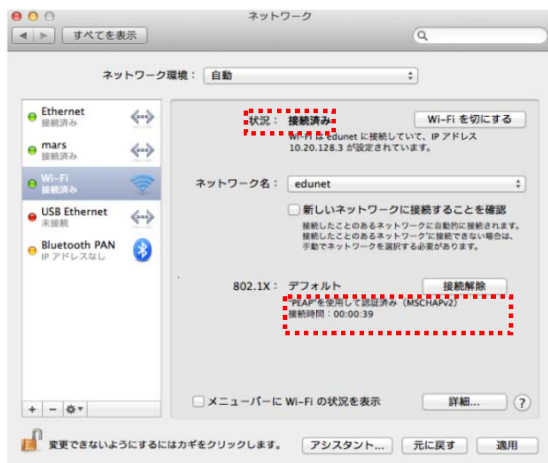 ネットワーク
すべてを表示
ネットワーク環境： 自動
Ethernet
接続済み
mars
接続済み
Wi-Fi
接続済み
USB Ethernet
未接続
Bluetooth PAN
IP アドレスなし
状況： 接続済み
Wi-Fi を切にする
Wi-Fi は edunet に接続していて、IP アドレス
10.20.128.3 が設定されています。
ネットワーク名： edunet
新しいネットワークに接続することを確認
接続したことのあるネットワークに自動的に接続されます。
接続したことのあるネットワークに接続できない場合は、
手動でネットワークを選択する必要があります。
802.1X： デフォルト
接続解除
"PEAP"を使用して認証済み（MSCHAPv2）
接続時間：00:00:39
メニューバーに Wi-Fi の状況を表示
詳細...
?
+ −
変更できないようにするにはカギをクリックします。
アシスタント...
元に戻す
適用